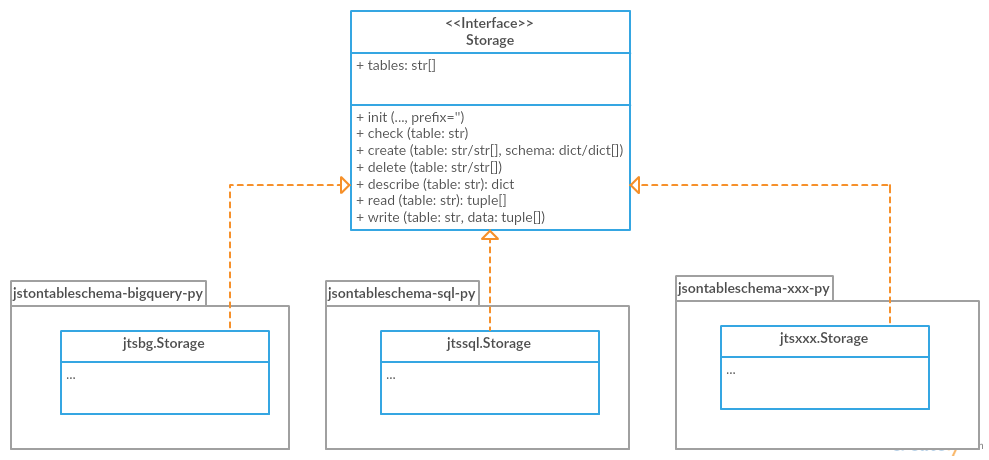 <<Interface>>
Storage
+ tables: str[]
+ init (..., prefix='')
+ check (table: str)
+ create (table: str/str[], schema: dict/dict[])
+ delete (table: str/str[])
+ describe (table: str): dict
+ read (table: str): tuple[]
+ write (table: str, data: tuple[])
jstontableschema-bigquery-py
jtsbg.Storage
...
jsontableschema-sql-py
jtssql.Storage
...
jsontableschema-xxx-py
jtsxxx.Storage
...